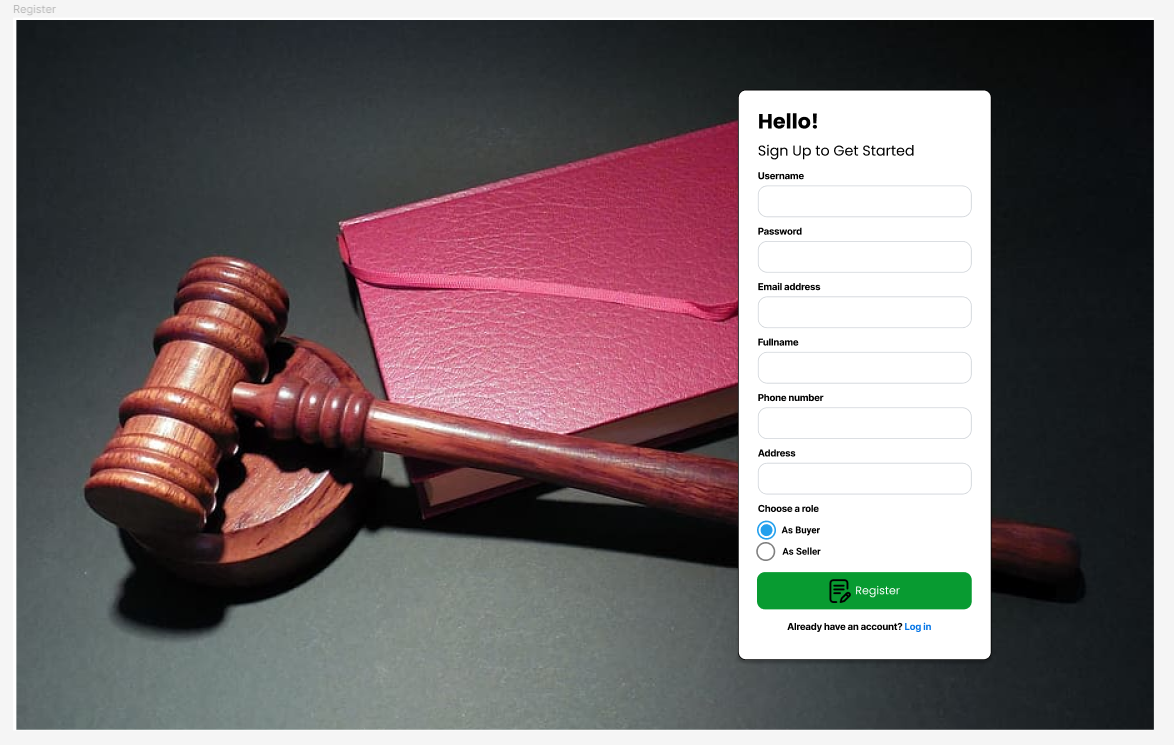 Register
Hello!
Sign Up to Get Started
Username
Password
Email address
Fullname
Phone number
Address
Choose a role
As Buyer
As Seller
Register
Already have an account? Log in